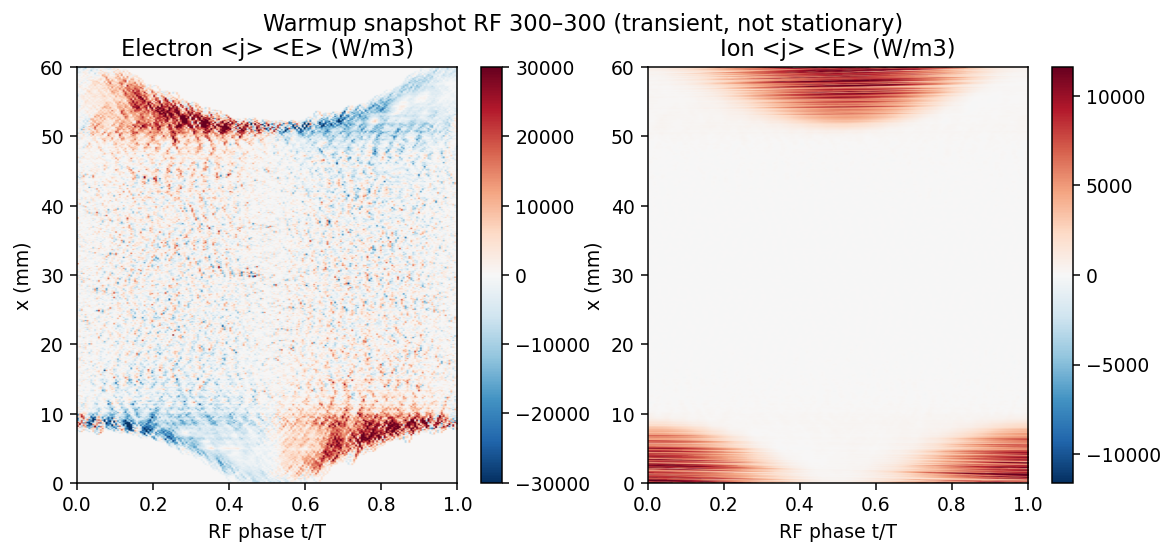 Warmup snapshot RF 300–300 (transient, not stationary)
Electron <j> <E> (W/m3)
Ion <j> <E> (W/m3)
x (mm)
60
50
40
30
20
10
0
0.0 0.2 0.4 0.6 0.8 1.0
RF phase t/T
30000
20000
10000
0
−10000
−20000
−30000
x (mm)
60
50
40
30
20
10
0
0.0 0.2 0.4 0.6 0.8 1.0
RF phase t/T
10000
5000
0
−5000
−10000